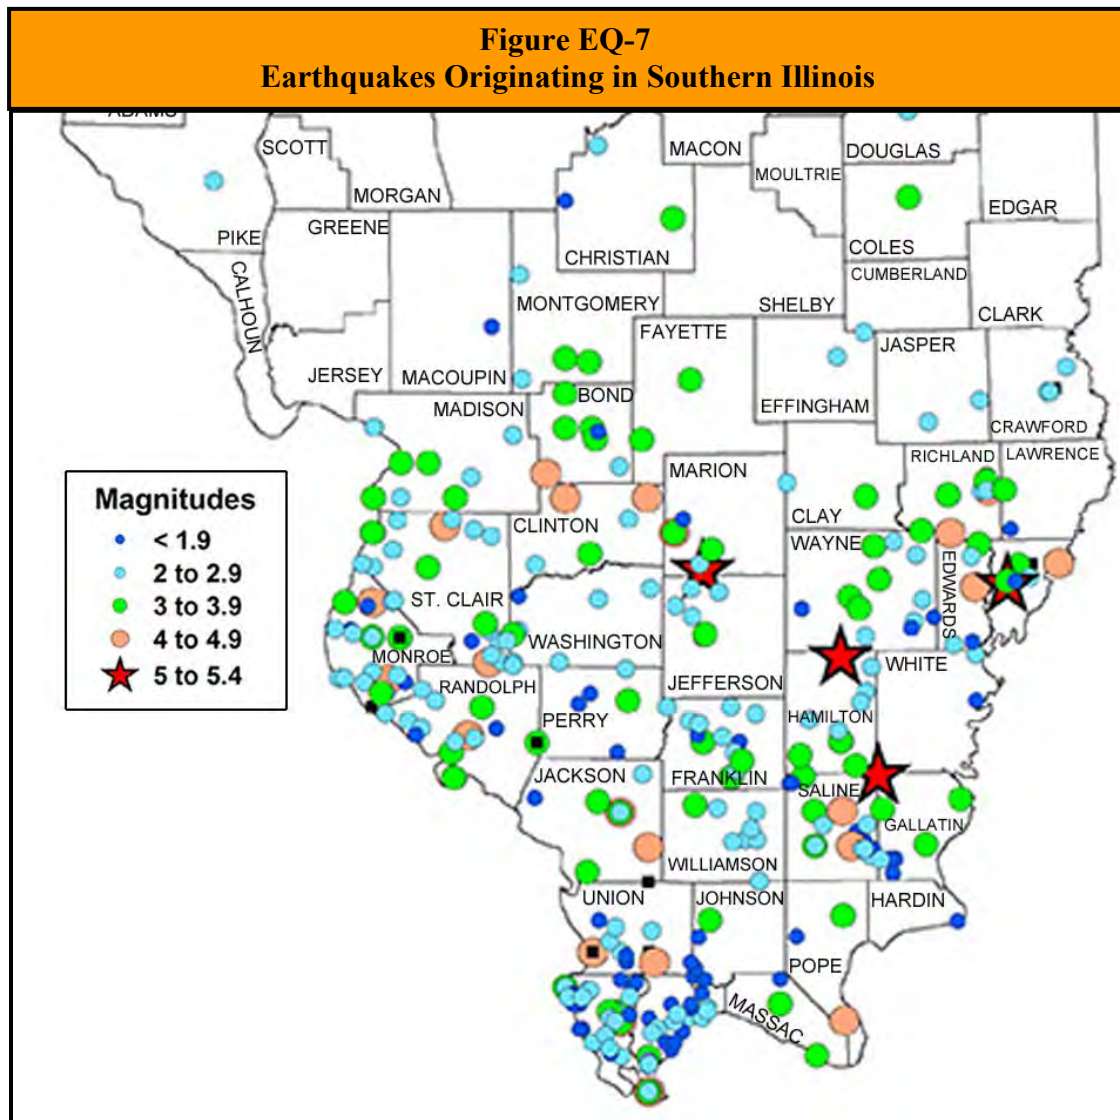 Figure EQ-7
Earthquakes Originating in Southern Illinois
ADAMS
SCOTT
MACON
DOUGLAS
MOULTRIE
MORGAN
EDGAR
GREENE
PIKE
COLES
CHRISTIAN
CALHOUN
CUMBERLAND
MONTGOMERY
SHELBY
CLARK
FAYETTE
JASPER
JERSEY
MACOUPIN
BOND
MADISON
EFFINGHAM
CRAWFORD
RICHLAND
LAWRENCE
MARION
Magnitudes
< 1.9
2 to 2.9
3 to 3.9
4 to 4.9
5 to 5.4
CLINTON
CLAY
WAYNE
EDWARDS
ST. CLAIR
WASHINGTON
MONROE
WHITE
JEFFERSON
RANDOLPH
HAMILTON
PERRY
JACKSON
FRANKLIN
SALINE
GALLATIN
WILLIAMSON
UNION
JOHNSON
HARDIN
POPE
MASSAC